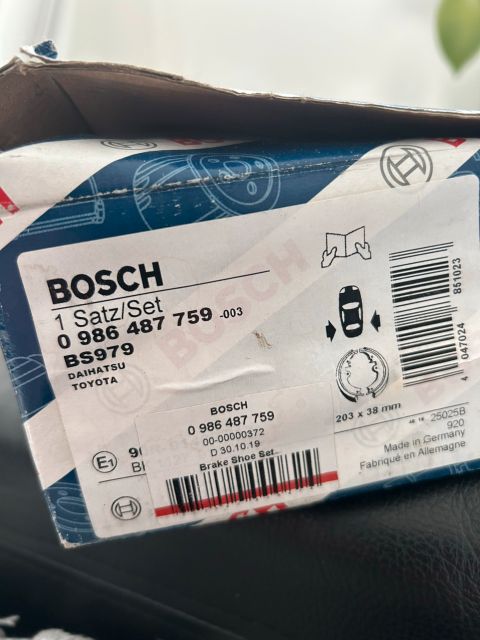 BOSCH
1 Satz/Set
0 986 487 759 -003
BS979
DAIHATSU
TOYOTA
203 x 38 mm
4 047024 851023
E1
BOSCH
0 986 487 759
00-00000372
D 30.10.19
Brake Shoe Set
25025B
920
Made in Germany
Fabriqué en Allemagne